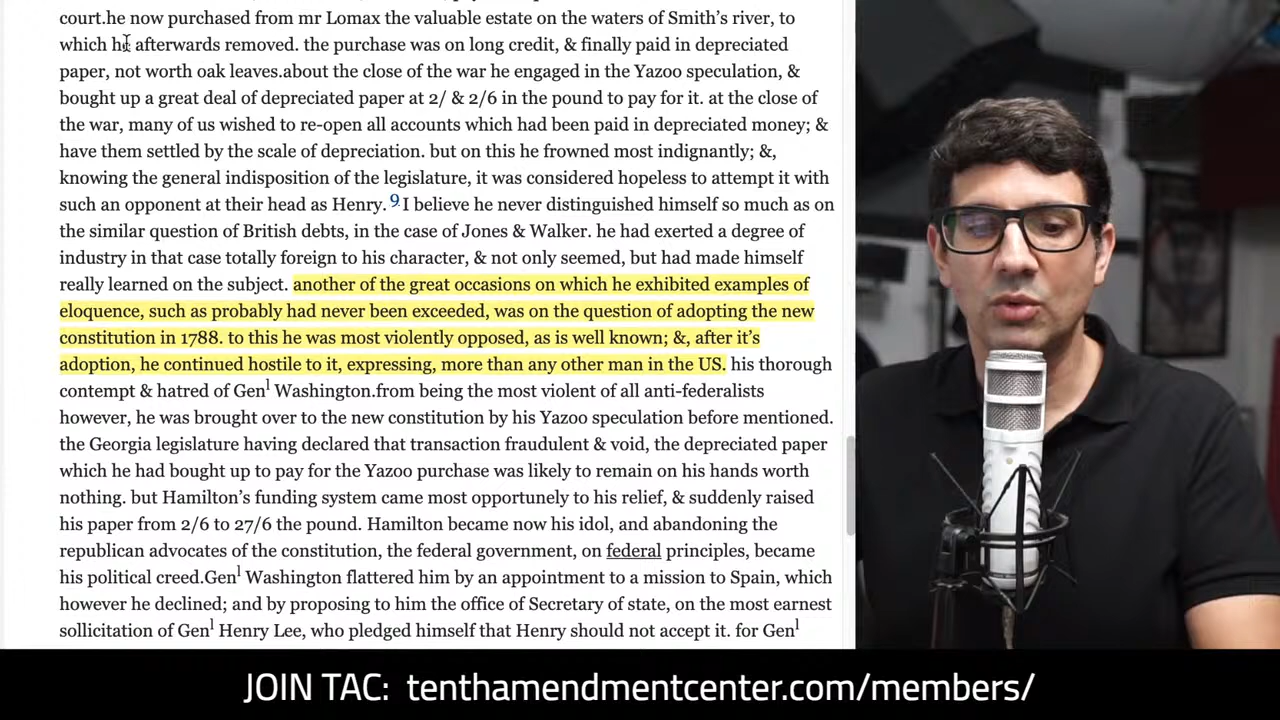 court.he now purchased from mr Lomax the valuable estate on the waters of Smith's river, to
which he afterwards removed. the purchase was on long credit, & finally paid in depreciated
paper, not worth oak leaves.about the close of the war he engaged in the Yazoo speculation, &
bought up a great deal of depreciated paper at 2/ & 2/6 in the pound to pay for it. at the close of
the war, many of us wished to re-open all accounts which had been paid in depreciated money; &
have them settled by the scale of depreciation. but on this he frowned most indignantly; &,
knowing the general indisposition of the legislature, it was considered hopeless to attempt it with
such an opponent at their head as Henry. 9 I believe he never distinguished himself so much as on
the similar question of British debts, in the case of Jones & Walker. he had exerted a degree of
industry in that case totally foreign to his character, & not only seemed, but had made himself
really learned on the subject. another of the great occasions on which he exhibited examples of
eloquence, such as probably had never been exceeded, was on the question of adopting the new
constitution in 1788. to this he was most violently opposed, as is well known; &, after it's
adoption, he continued hostile to it, expressing, more than any other man in the US. his thorough
contempt & hatred of Genl Washington.from being the most violent of all anti-federalists
however, he was brought over to the new constitution by his Yazoo speculation before mentioned.
the Georgia legislature having declared that transaction fraudulent & void, the depreciated paper
which he had bought up to pay for the Yazoo purchase was likely to remain on his hands worth
nothing. but Hamilton's funding system came most opportunely to his relief, & suddenly raised
his paper from 2/6 to 27/6 the pound. Hamilton became now his idol, and abandoning the
republican advocates of the constitution, the federal government, on federal principles, became
his political creed.Genl Washington flattered him by an appointment to a mission to Spain, which
however he declined; and by proposing to him the office of Secretary of state, on the most earnest
sollicitation of Genl Henry Lee, who pledged himself that Henry should not accept it. for Genl
JOIN TAC: tenthamendmentcenter.com/members/